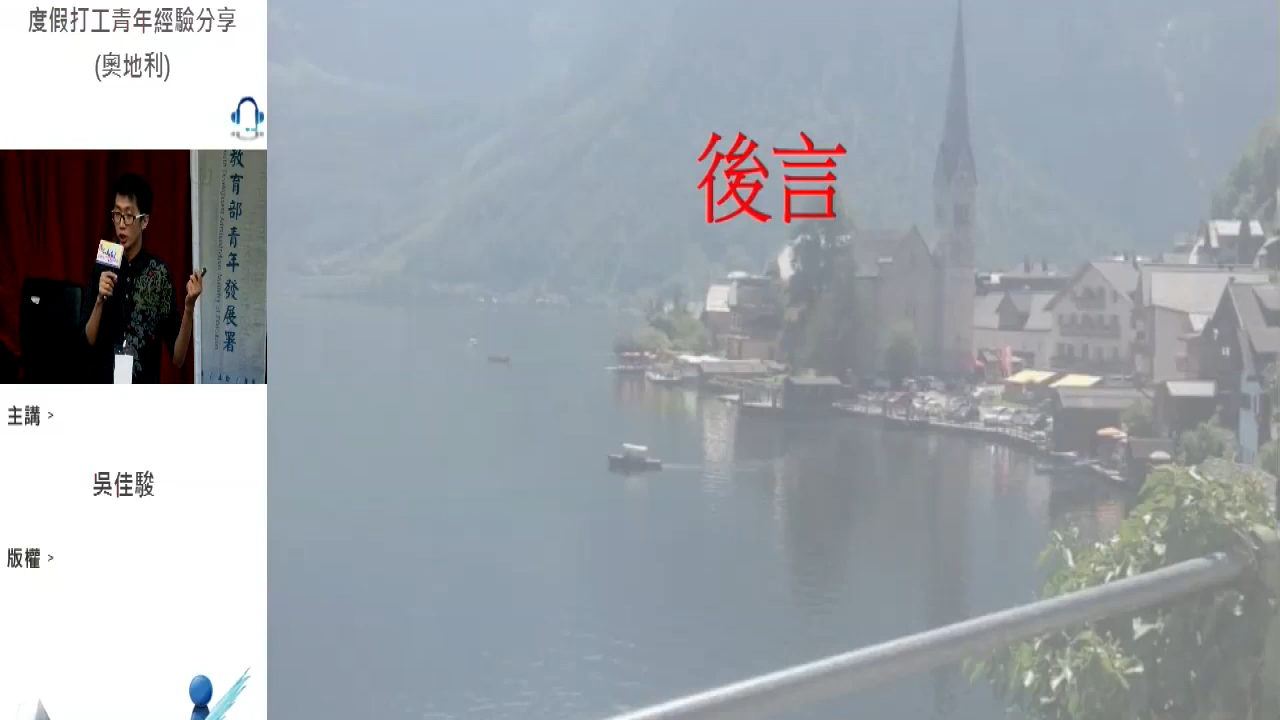 度假打工青年經驗分享
(奧地利)
教育部青年發展署
主講 >
吳佳駿
版權 >
後言